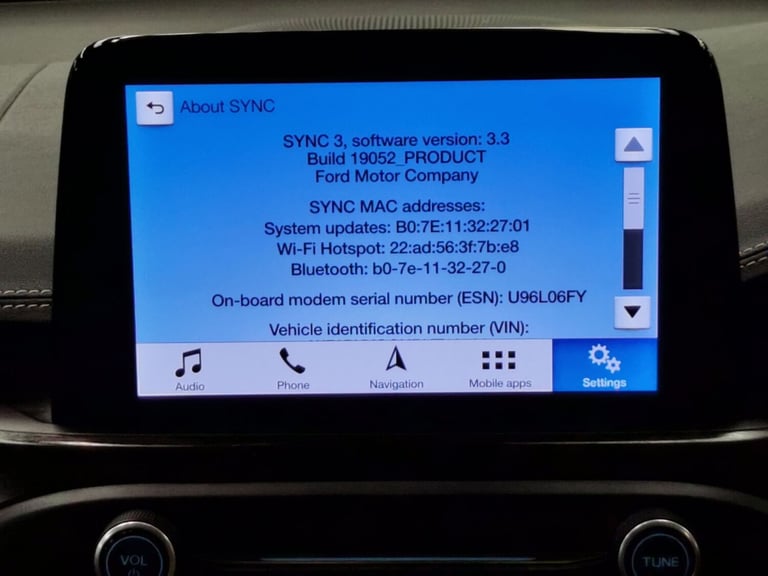 About SYNC
SYNC 3, software version: 3.3
Build 19052_PRODUCT
Ford Motor Company
SYNC MAC addresses:
System updates: B0:7E:11:32:27:01
Wi-Fi Hotspot: 22:ad:56:3f:7b:e8
Bluetooth: b0-7e-11-32-27-0
On-board modem serial number (ESN): U96L06FY
Vehicle identification number (VIN):
Audio
Phone
Navigation
Mobile apps
Settings
VOL
TUNE